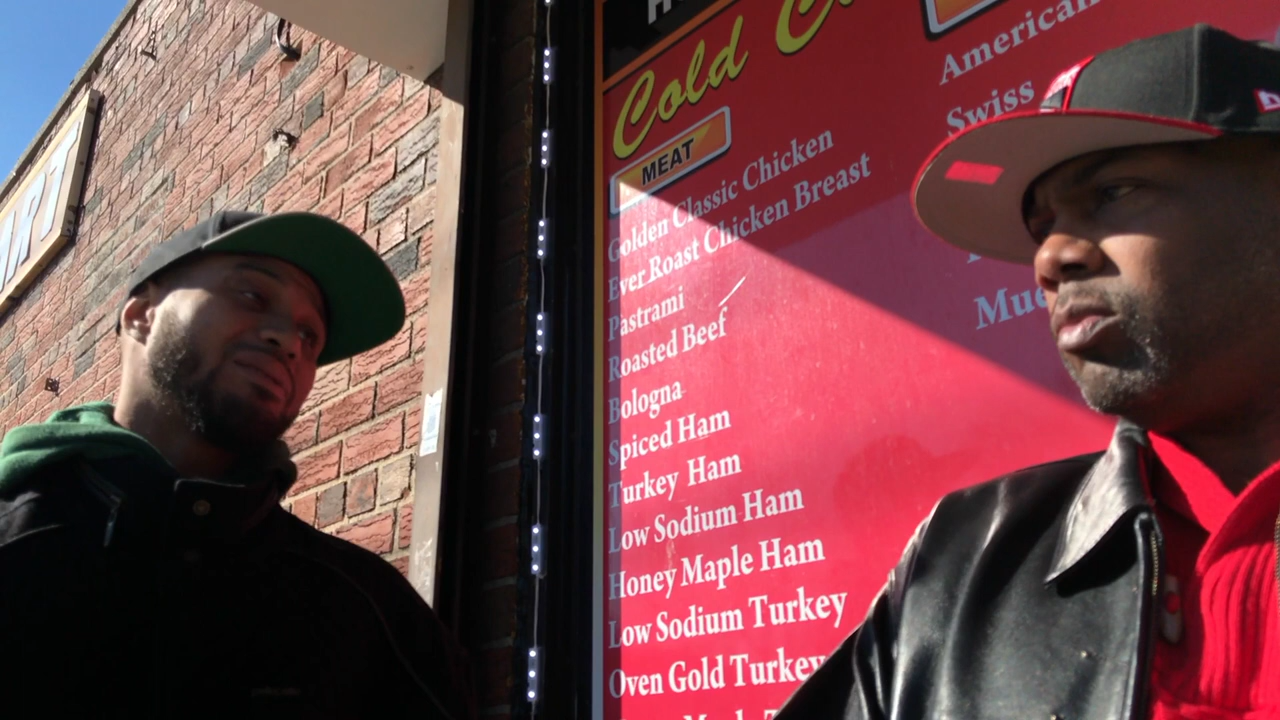 Cold
MEAT
Golden Classic Chicken
Ever Roast Chicken Breast
Pastrami
Roasted Beef
Bologna
Spiced Ham
Turkey Ham
Low Sodium Ham
Honey Maple Ham
Low Sodium Turkey
Oven Gold Turkey
American
Swiss